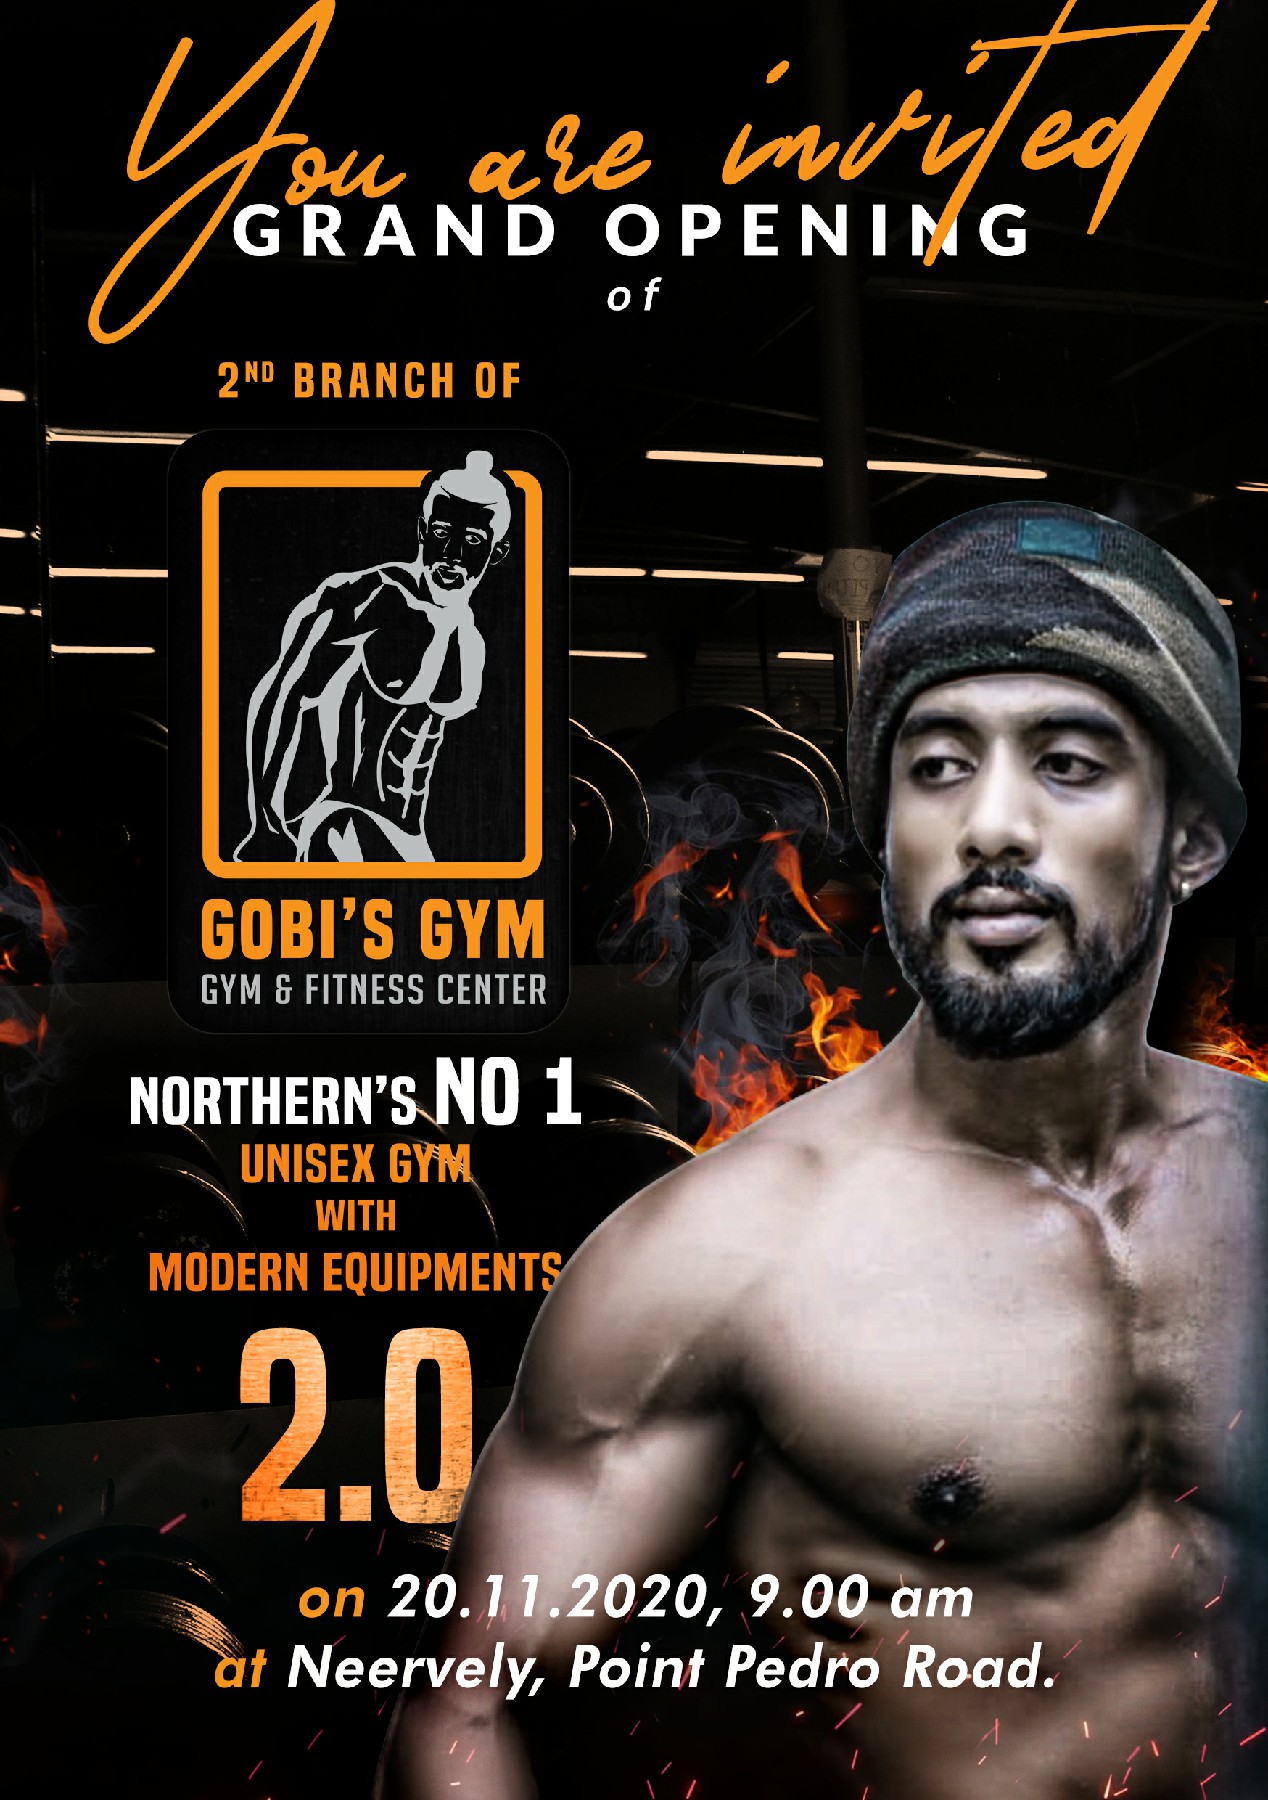 You are invited
GRAND OPENING
of
2ND BRANCH OF
GOBI'S GYM
GYM & FITNESS CENTER
NORTHERN'S NO 1
UNISEX GYM
WITH
MODERN EQUIPMENTS
2.0
on 20.11.2020, 9.00 am
at Neervely, Point Pedro Road.